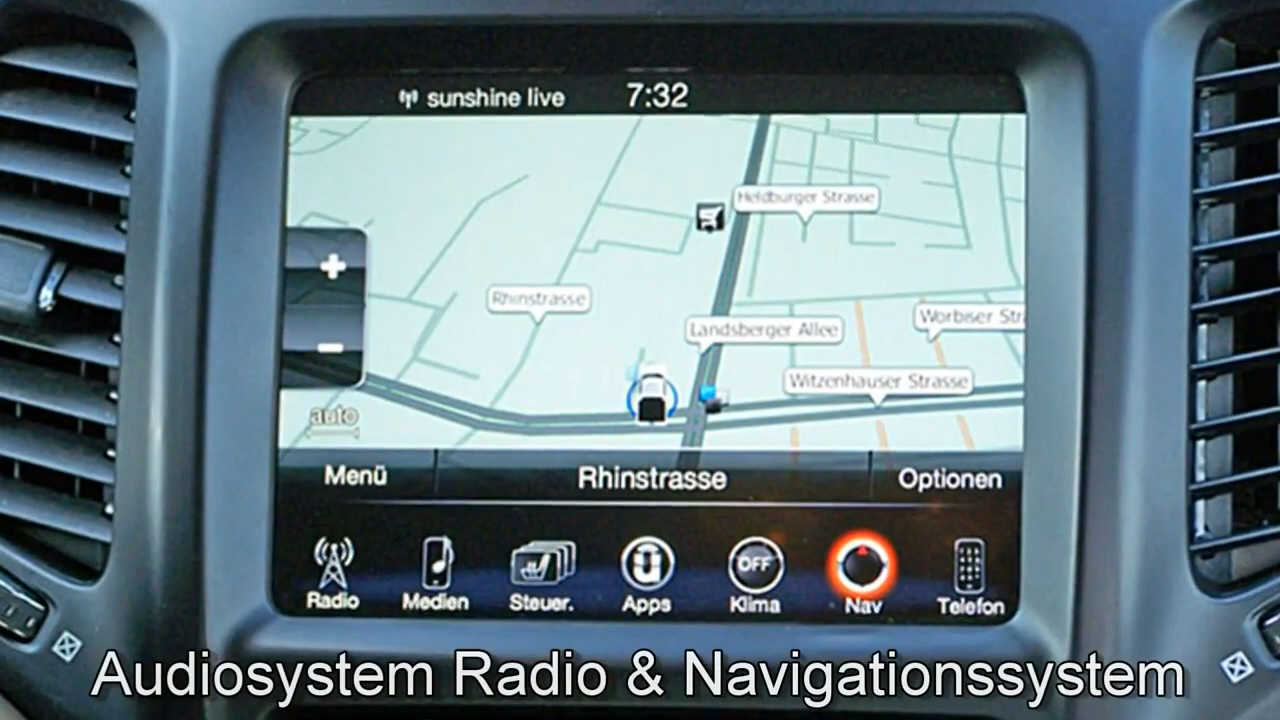 sunshine live 7:32
Heldburger Strasse
Rhinstrasse
Landsberger Allee
Worbiser Str
Witzenhauser Strasse
auto
Menü Rhinstrasse Optionen
OFF
Radio Medien Steuer. Apps Klima Nav Telefon
Audiosystem Radio & Navigationssystem